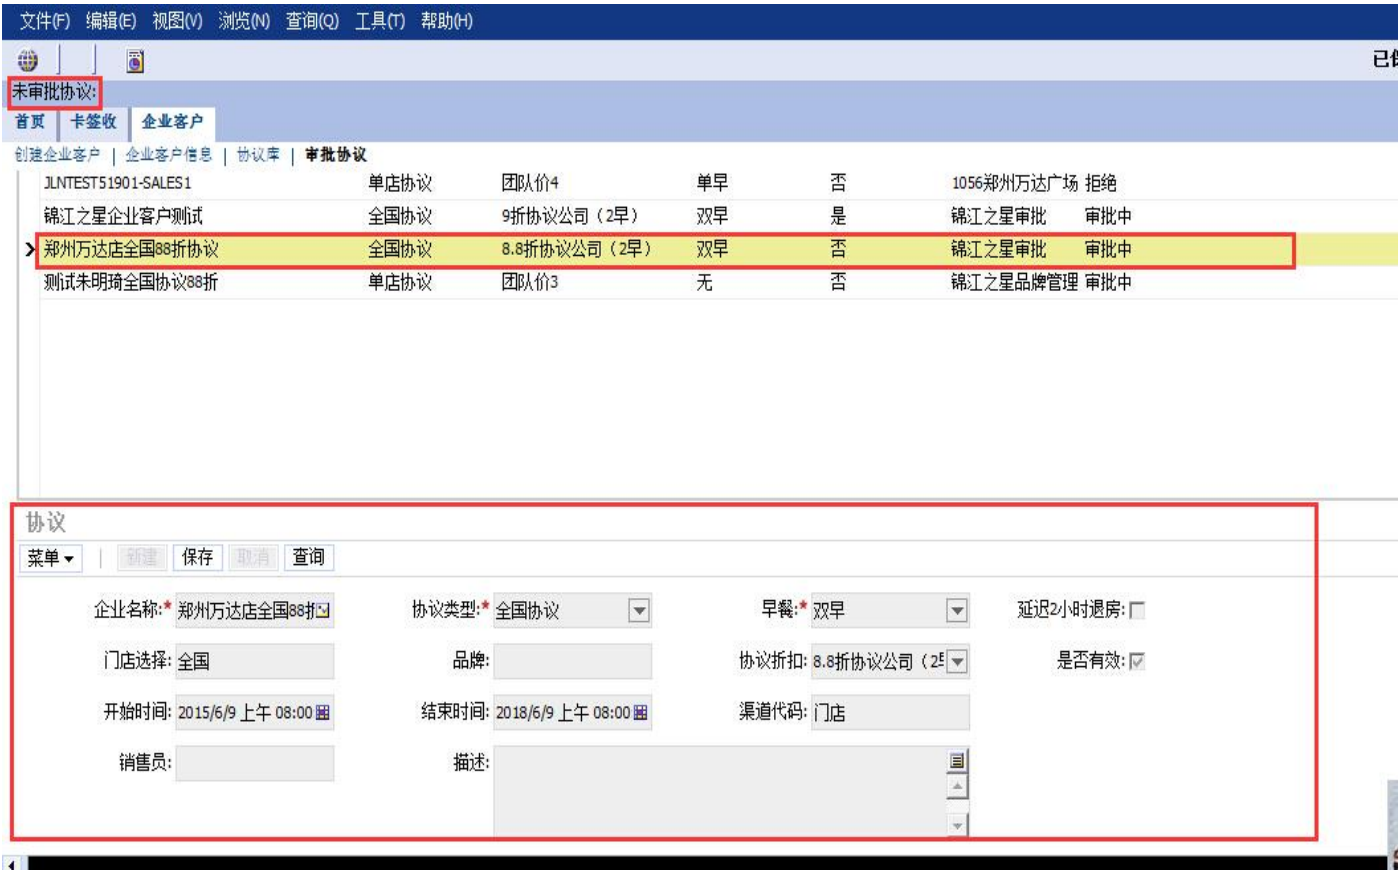 文件(F) 编辑(E) 视图(V) 浏览(N) 查询(Q) 工具(T) 帮助(H)
未审批协议:
首页 卡签收 企业客户
创建企业客户 | 企业客户信息 | 协议库 | 审批协议
JLNTEST51901-SALES1 单店协议 团队价4 单早 否 1056郑州万达广场 拒绝
锦江之星企业客户测试 全国协议 9折协议公司（2早） 双早 是 锦江之星审批 审批中
郑州万达店全国88折协议 全国协议 8.8折协议公司（2早） 双早 否 锦江之星审批 审批中
测试朱明琦全国协议88折 单店协议 团队价3 无 否 锦江之星品牌管理 审批中
协议
菜单 | 新建 保存 取消 查询
企业名称:* 郑州万达店全国88折 协议类型:* 全国协议 早餐:* 双早 延迟2小时退房:
门店选择: 全国 品牌: 协议折扣: 8.8折协议公司（2 是否有效:
开始时间: 2015/6/9 上午 08:00 结束时间: 2018/6/9 上午 08:00 渠道代码: 门店
销售员: 描述: